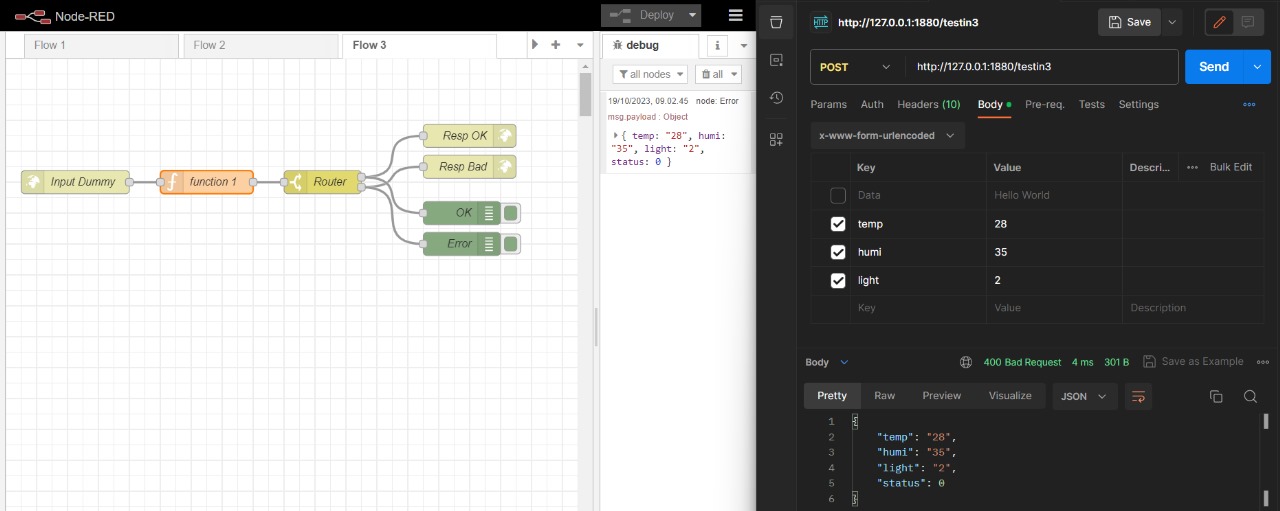 Node-RED
Deploy
Flow 1
Flow 2
Flow 3
Input Dummy
function 1
Router
Resp OK
Resp Bad
OK
Error
debug
i
all nodes
all
19/10/2023, 09.02.45 node: Error
msg.payload : Object
{ temp: "28", humi:
"35", light: "2",
status: 0 }
http://127.0.0.1:1880/testin3
Save
POST
http://127.0.0.1:1880/testin3
Send
Params Auth Headers (10) Body Pre-req. Tests Settings
x-www-form-urlencoded
Key Value Descri... Bulk Edit
Data Hello World
temp 28
humi 35
light 2
Key Value Description
Body 400 Bad Request 4 ms 301 B Save as Example
Pretty Raw Preview Visualize JSON
1 {
2 "temp": "28",
3 "humi": "35",
4 "light": "2",
5 "status": 0
6 }